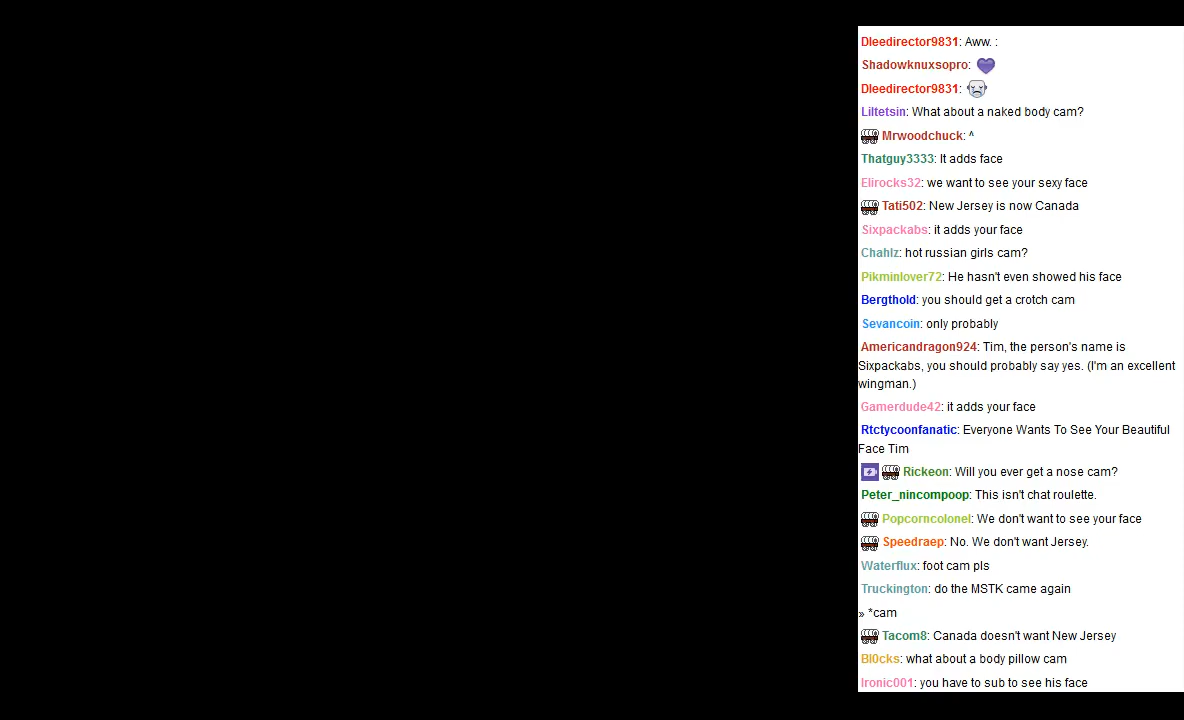 Dleedirector9831: Aww. :
Shadowknuxsopro:
Dleedirector9831:
Liltetsin: What about a naked body cam?
Mrwoodchuck: ^
Thatguy3333: It adds face
Elirocks32: we want to see your sexy face
Tati502: New Jersey is now Canada
Sixpackabs: it adds your face
Chahlz: hot russian girls cam?
Pikminlover72: He hasn't even showed his face
Bergthold: you should get a crotch cam
Sevancoin: only probably
Americandragon924: Tim, the person's name is
Sixpackabs, you should probably say yes. (I'm an excellent
wingman.)
Gamerdude42: it adds your face
Rtctycoonfanatic: Everyone Wants To See Your Beautiful
Face Tim
Rickeon: Will you ever get a nose cam?
Peter_nincompoop: This isn't chat roulette.
Popcorncolonel: We don't want to see your face
Speedraep: No. We don't want Jersey.
Waterflux: foot cam pls
Truckington: do the MSTK came again
» *cam
Tacom8: Canada doesn't want New Jersey
Bl0cks: what about a body pillow cam
Ironic001: you have to sub to see his face